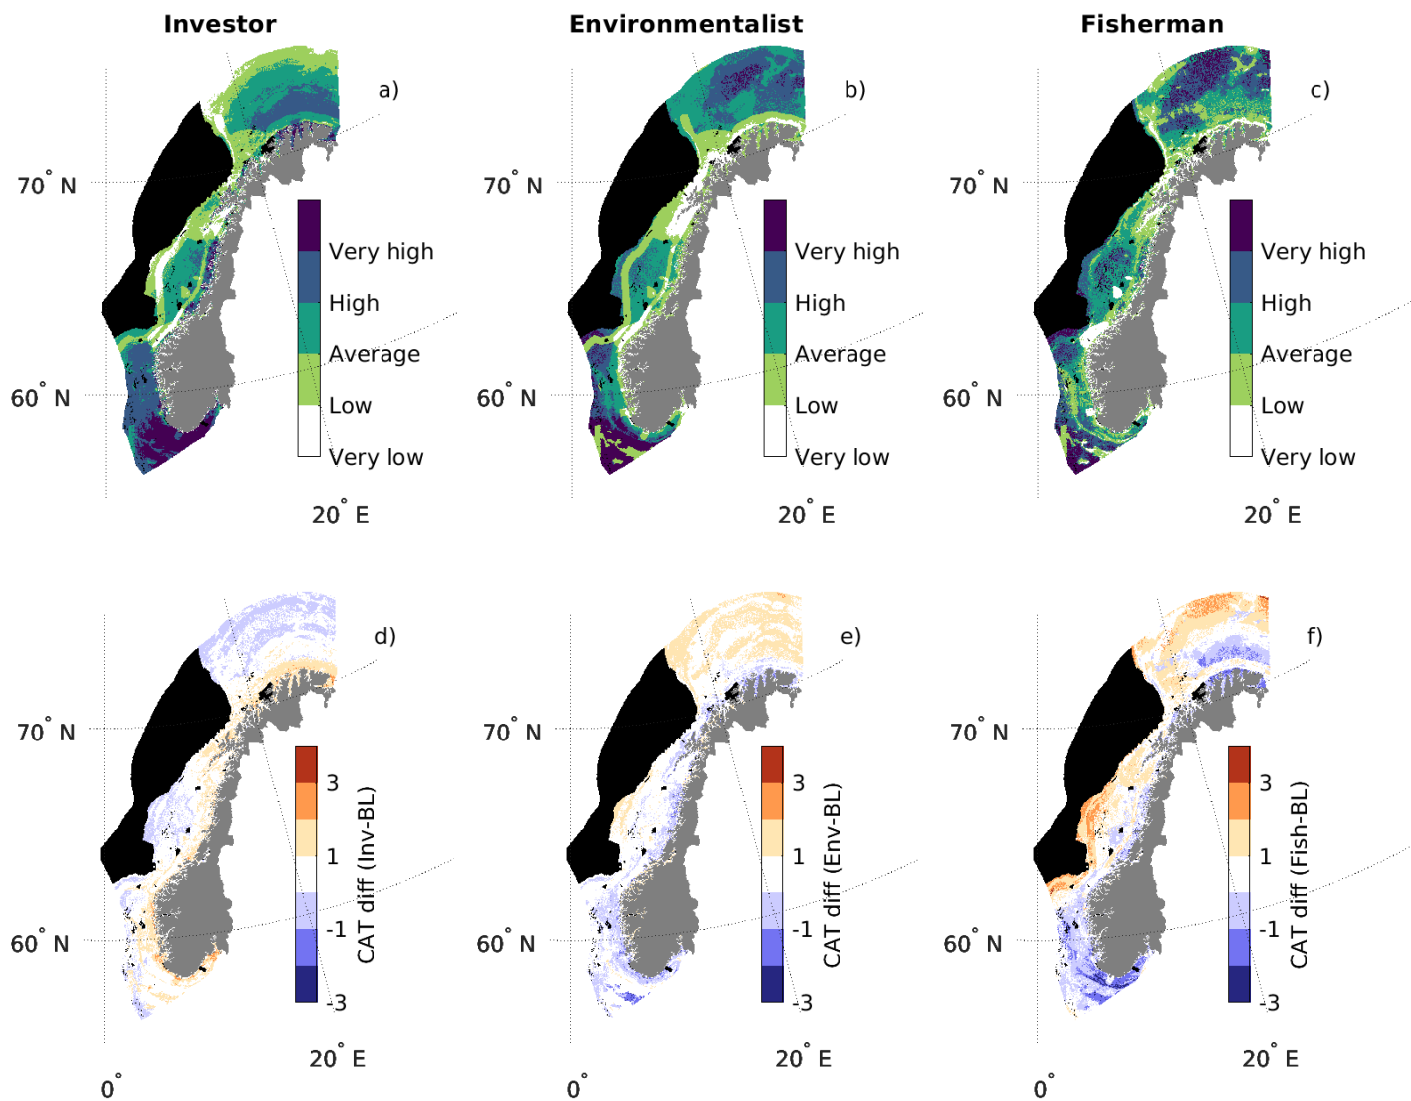 Investor
Environmentalist
Fisherman
a)
b)
c)
70° N
70° N
70° N
Very high
High
Average
Low
Very low
Very high
High
Average
Low
Very low
Very high
High
Average
Low
Very low
60° N
60° N
60° N
20° E
20° E
20° E
d)
e)
f)
70° N
70° N
70° N
3
1
-1
-3
CAT diff (Inv-BL)
3
1
-1
-3
CAT diff (Env-BL)
3
1
-1
-3
CAT diff (Fish-BL)
60° N
60° N
60° N
20° E
20° E
20° E
0°
0°
0°